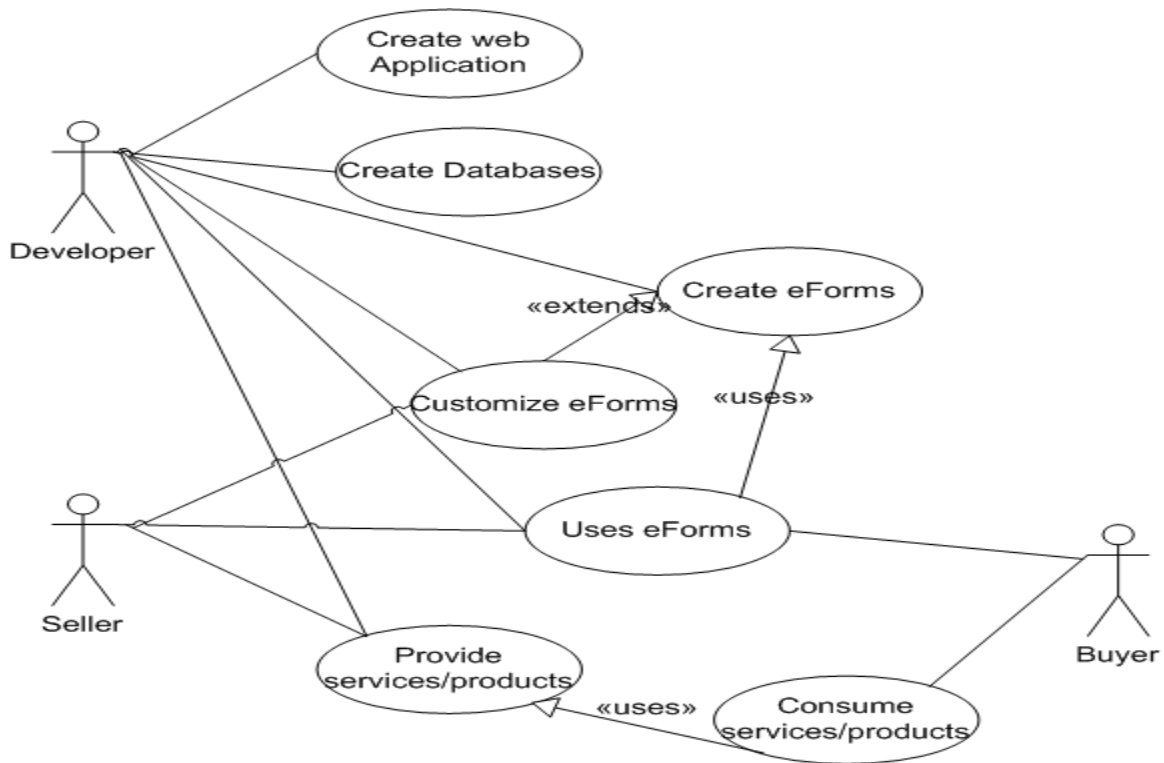 Create web
Application
Create Databases
Developer
Create eForms
«extends»
Customize eForms
«uses»
Uses eForms
Seller
Provide
services/products
Buyer
«uses»
Consume
services/products